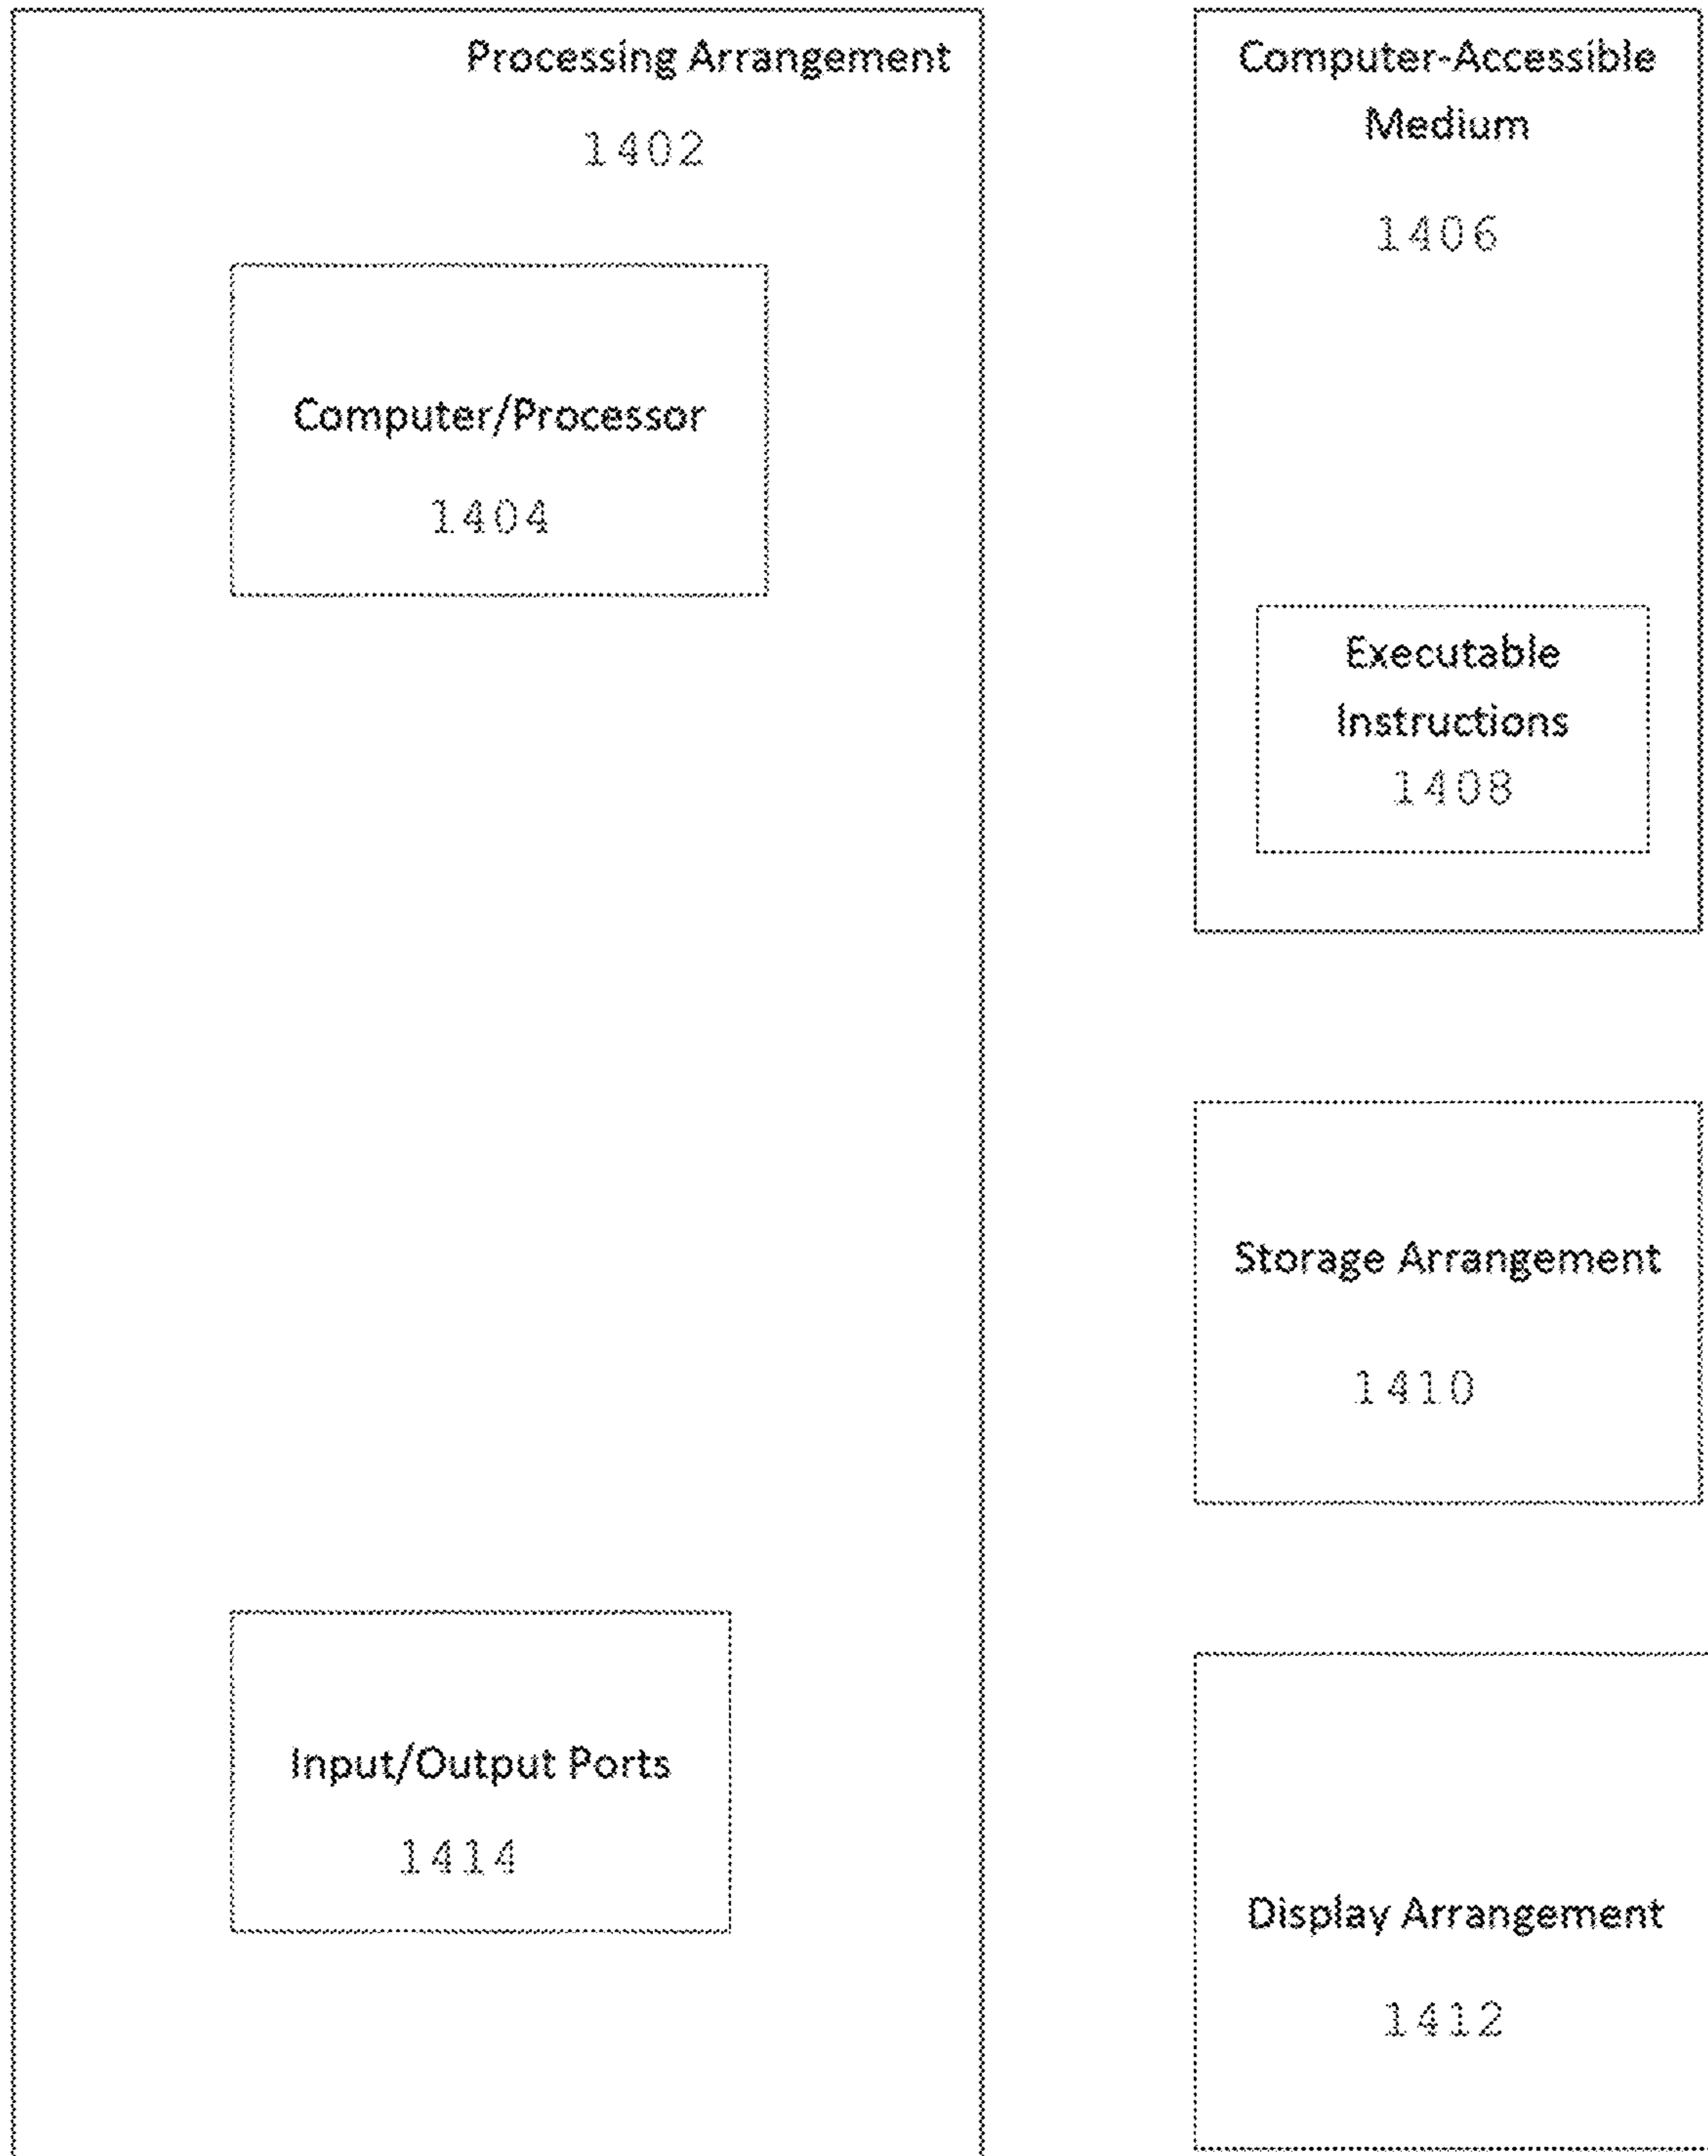 Processing Arrangement
1402
Computer/Processor
1404
Input/Output Ports
1414
Computer-Accessible
Medium
1406
Executable
Instructions
1408
Storage Arrangement
1410
Display Arrangement
1412